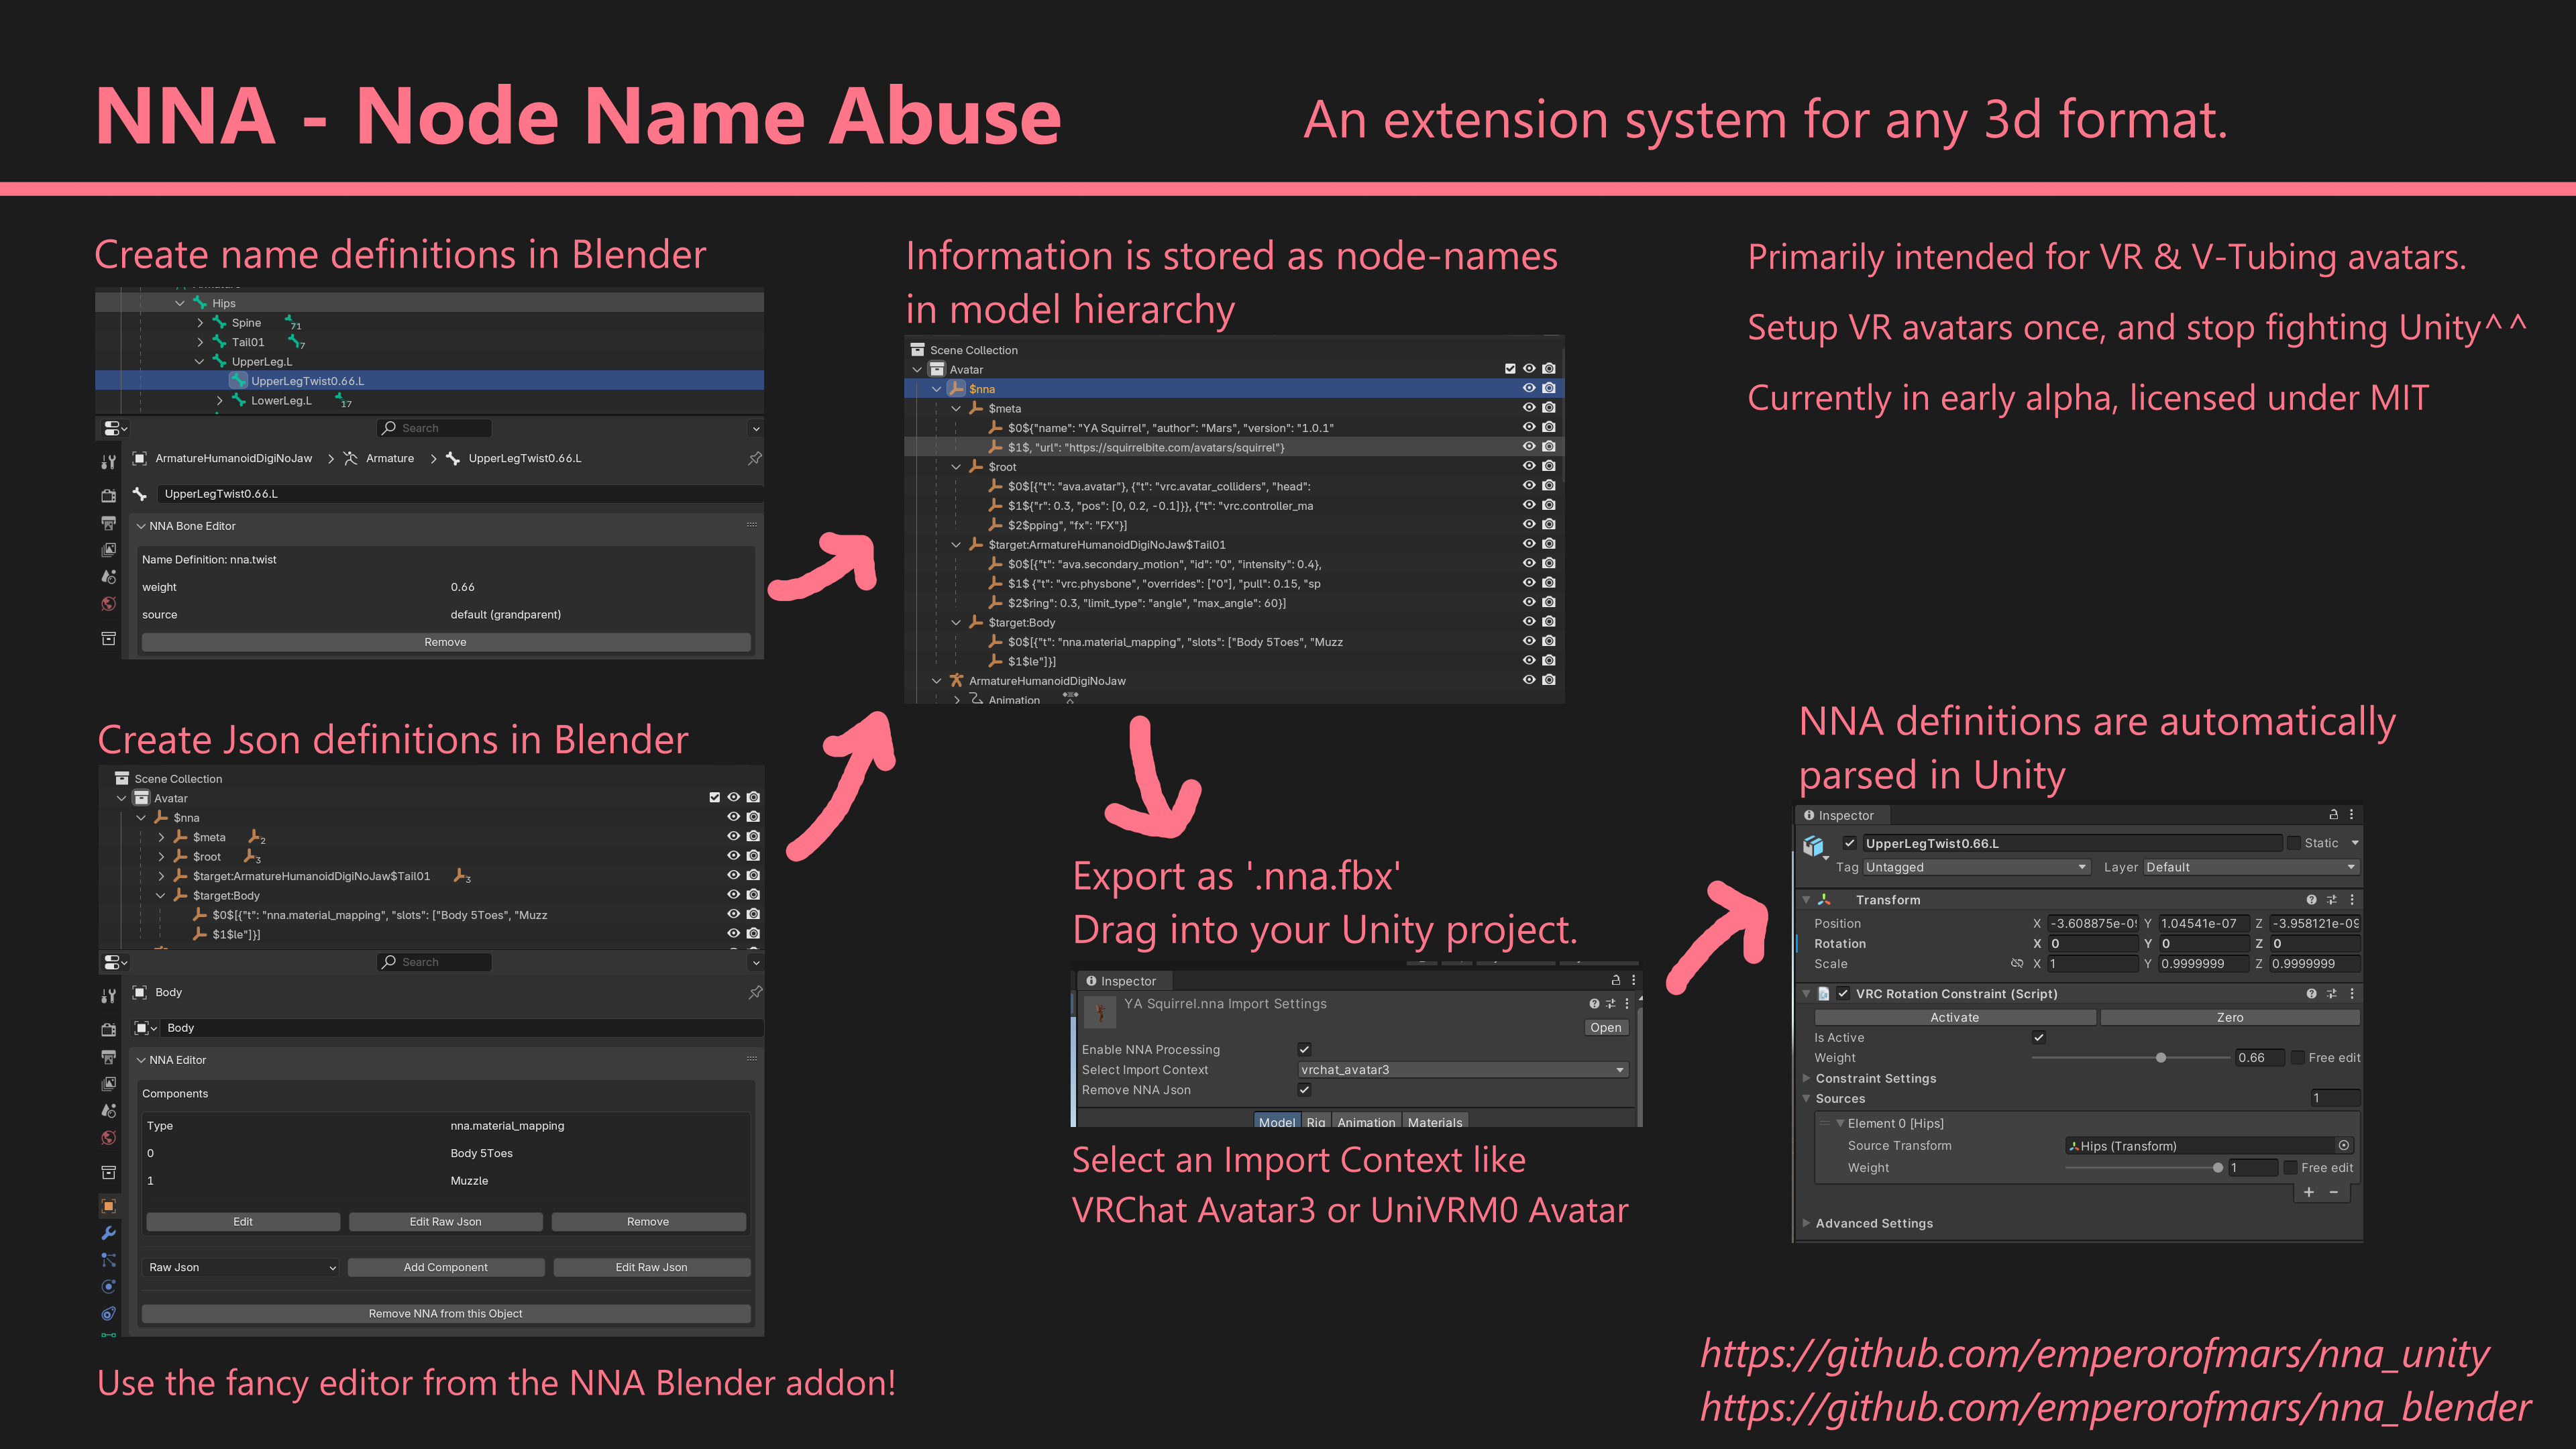 NNA - Node Name Abuse
An extension system for any 3d format.
Create name definitions in Blender
Hips
Spine 71
Tail01 7
UpperLeg.L
UpperLegTwist0.66.L
LowerLeg.L 17
Search
ArmatureHumanoidDigiNoJaw > Armature > UpperLegTwist0.66.L
UpperLegTwist0.66.L
NNA Bone Editor
Name Definition: nna.twist
weight 0.66
source default (grandparent)
Remove
Create Json definitions in Blender
Scene Collection
Avatar
$nna
$meta 2
$root 3
$target:ArmatureHumanoidDigiNoJaw$Tail01 3
$target:Body
$0$[{"t": "nna.material_mapping", "slots": ["Body 5Toes", "Muzz
$1$le"]}]
Search
Body
Body
NNA Editor
Components
Type nna.material_mapping
0 Body 5Toes
1 Muzzle
Edit Edit Raw Json Remove
Raw Json Add Component Edit Raw Json
Remove NNA from this Object
Use the fancy editor from the NNA Blender addon!
Information is stored as node-names
in model hierarchy
Scene Collection
Avatar
$nna
$meta
$0${"name": "YA Squirrel", "author": "Mars", "version": "1.0.1"
$1$, "url": "https://squirrelbite.com/avatars/squirrel"}
$root
$0$[{"t": "ava.avatar"}, {"t": "vrc.avatar_colliders", "head":
$1${"r": 0.3, "pos": [0, 0.2, -0.1]}}, {"t": "vrc.controller_ma
$2$pping", "fx": "FX"}]
$target:ArmatureHumanoidDigiNoJaw$Tail01
$0$[{"t": "ava.secondary_motion", "id": "0", "intensity": 0.4},
$1$ {"t": "vrc.physbone", "overrides": ["0"], "pull": 0.15, "sp
$2$ring": 0.3, "limit_type": "angle", "max_angle": 60}]
$target:Body
$0$[{"t": "nna.material_mapping", "slots": ["Body 5Toes", "Muzz
$1$le"]}]
ArmatureHumanoidDigiNoJaw
Animation
Export as '.nna.fbx'
Drag into your Unity project.
Inspector
YA Squirrel.nna Import Settings
Open
Enable NNA Processing
Select Import Context vrchat_avatar3
Remove NNA Json
Model Rig Animation Materials
Select an Import Context like
VRChat Avatar3 or UniVRM0 Avatar
Primarily intended for VR & V-Tubing avatars.
Setup VR avatars once, and stop fighting Unity^^
Currently in early alpha, licensed under MIT
NNA definitions are automatically
parsed in Unity
Inspector
UpperLegTwist0.66.L Static
Tag Untagged Layer Default
Transform
Position X -3.608875e-0 Y 1.04541e-07 Z -3.958121e-09
Rotation X 0 Y 0 Z 0
Scale X 1 Y 0.9999999 Z 0.9999999
VRC Rotation Constraint (Script)
Activate Zero
Is Active
Weight 0.66 Free edit
Constraint Settings
Sources 1
Element 0 [Hips]
Source Transform Hips (Transform)
Weight 1 Free edit
+ −
Advanced Settings
https://github.com/emperorofmars/nna_unity
https://github.com/emperorofmars/nna_blender